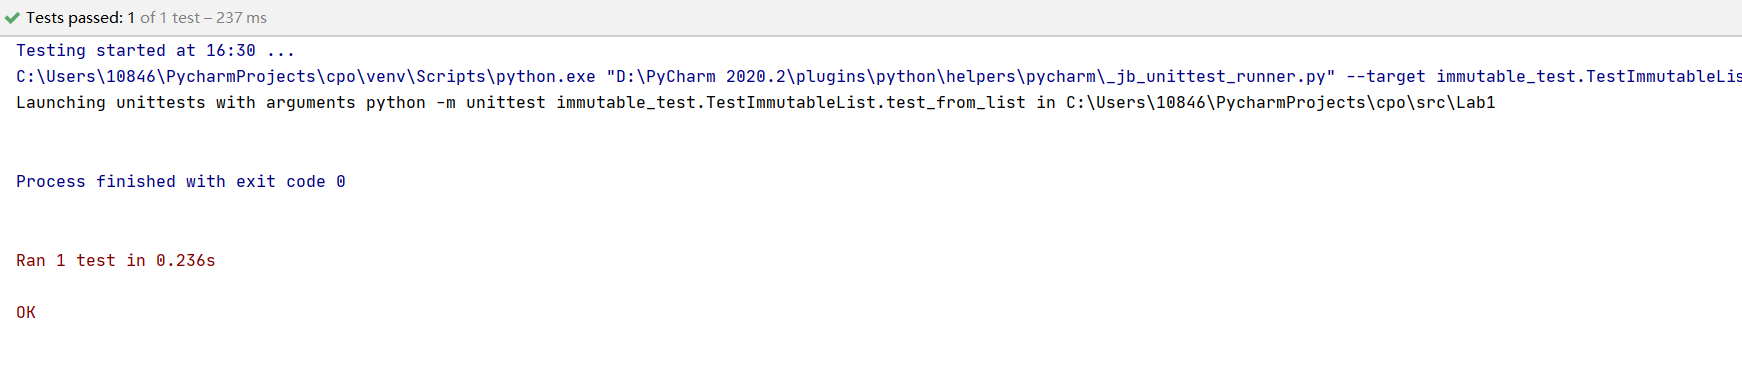 Tests passed: 1 of 1 test – 237 ms
Testing started at 16:30 ...
C:\Users\10846\PycharmProjects\cpo\venv\Scripts\python.exe "D:\PyCharm 2020.2\plugins\python\helpers\pycharm\_jb_unittest_runner.py" --target immutable_test.TestImmutableLis
Launching unittests with arguments python -m unittest immutable_test.TestImmutableList.test_from_list in C:\Users\10846\PycharmProjects\cpo\src\Lab1
Process finished with exit code 0
Ran 1 test in 0.236s
OK